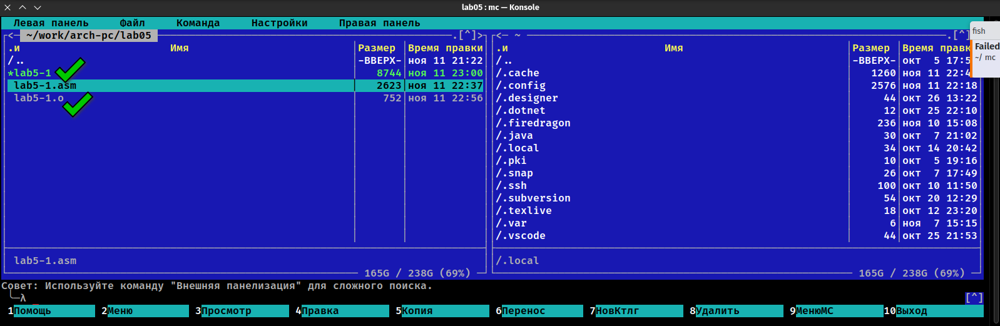 lab05 : mc — Konsole
Левая панель Файл Команда Настройки Правая панель
<— ~/work/arch-pc/lab05 .[^]> <— ~ .[^]
.и Имя Размер Время правки .и Имя Размер Время правк
/.. -ВВЕРХ- ноя 11 21:22 /.. -ВВЕРХ- окт 5 17:5
*lab5-1 8744 ноя 11 23:00 /.cache 1260 ноя 11 22:4
lab5-1.asm 2623 ноя 11 22:37 /.config 2576 ноя 11 22:18
lab5-1.o 752 ноя 11 22:56 /.designer 44 окт 26 13:22
/.dotnet 12 окт 25 22:10
/.firedragon 236 ноя 10 15:08
/.java 30 окт 7 21:02
/.local 34 окт 14 20:42
/.pki 10 окт 5 19:16
/.snap 26 окт 7 17:49
/.ssh 100 окт 10 11:50
/.subversion 54 окт 20 12:29
/.texlive 18 окт 12 23:20
/.var 6 ноя 7 15:15
/.vscode 44 окт 25 21:53
lab5-1.asm /.local
165G / 238G (69%) 165G / 238G (69%)
Совет: Используйте команду "Внешняя панелизация" для сложного поиска.
╰─λ [^]
1Помощь 2Меню 3Просмотр 4Правка 5Копия 6Перенос 7НовКтлг 8Удалить 9МенюМС 10Выход
fish
Failed
~/ mc